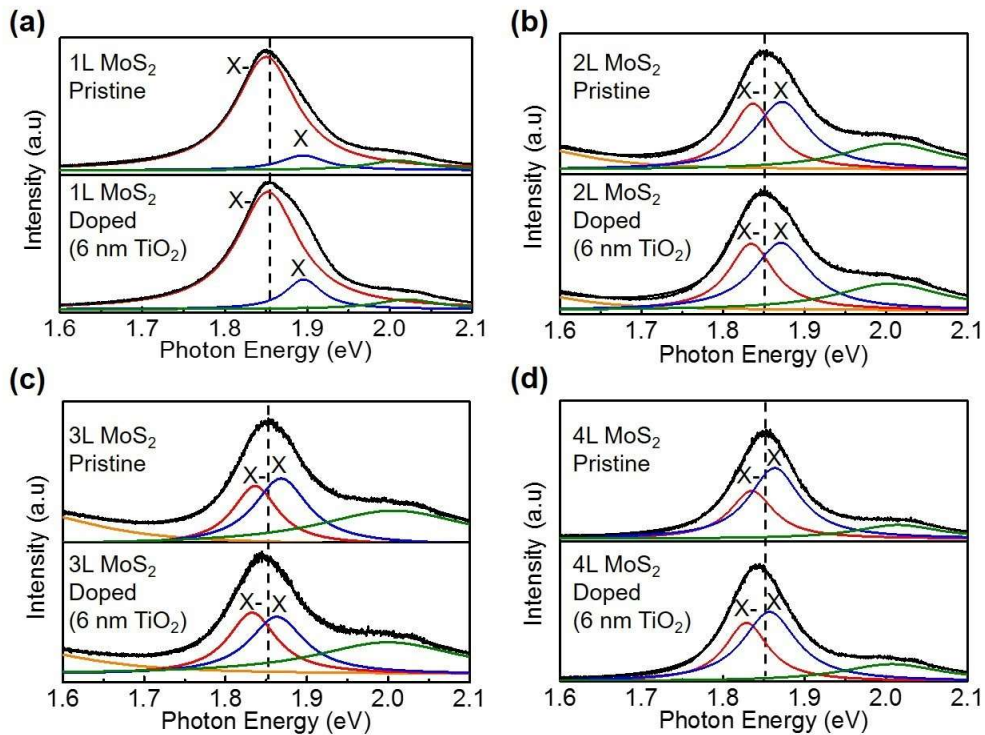 (a)
Intensity (a.u)
1L MoS₂
Pristine
X-
X
1L MoS₂
Doped
(6 nm TiO₂)
X-
X
1.6 1.7 1.8 1.9 2.0 2.1
Photon Energy (eV)
(b)
Intensity (a.u)
2L MoS₂
Pristine
X- X
2L MoS₂
Doped
(6 nm TiO₂)
X- X
1.6 1.7 1.8 1.9 2.0 2.1
Photon Energy (eV)
(c)
Intensity (a.u)
3L MoS₂
Pristine
X- X
3L MoS₂
Doped
(6 nm TiO₂)
X- X
1.6 1.7 1.8 1.9 2.0 2.1
Photon Energy (eV)
(d)
Intensity (a.u)
4L MoS₂
Pristine
X- X
4L MoS₂
Doped
(6 nm TiO₂)
X- X
1.6 1.7 1.8 1.9 2.0 2.1
Photon Energy (eV)